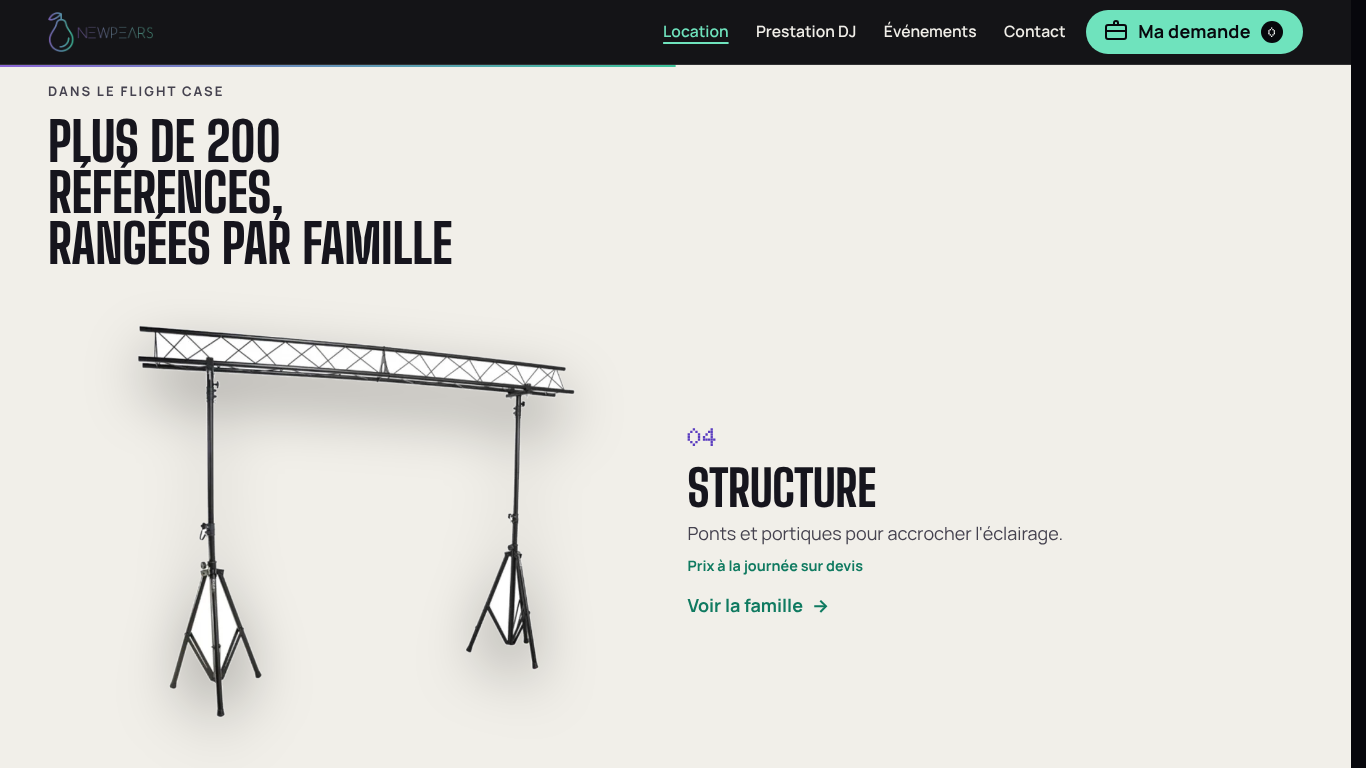 NEWPEARS
Location
Prestation DJ
Événements
Contact
Ma demande
0
DANS LE FLIGHT CASE
PLUS DE 200
RÉFÉRENCES,
RANGÉES PAR FAMILLE
04
STRUCTURE
Ponts et portiques pour accrocher l'éclairage.
Prix à la journée sur devis
Voir la famille →